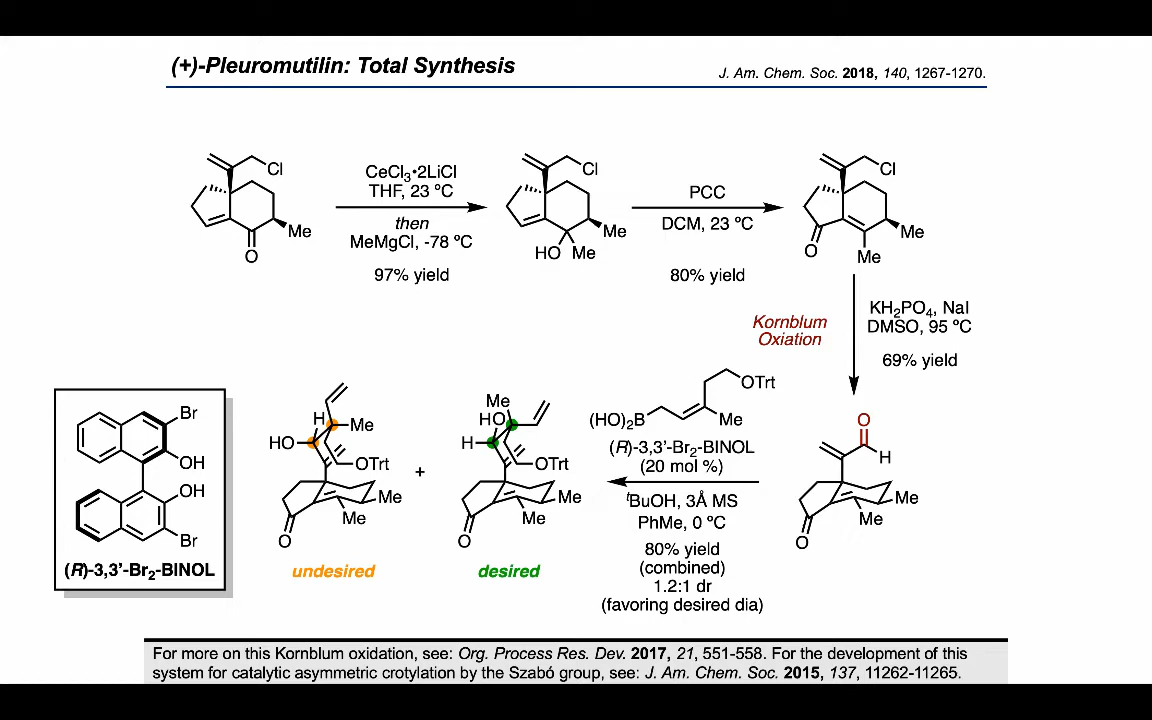 (+)-Pleuromutilin: Total Synthesis
J. Am. Chem. Soc. 2018, 140, 1267-1270.
Cl
Me
O
CeCl₃•2LiCl
THF, 23 ºC
then
MeMgCl, -78 ºC
97% yield
Cl
Me
HO Me
PCC
DCM, 23 ºC
80% yield
Cl
Me
O
Me
Kornblum
Oxiation
KH₂PO₄, NaI
DMSO, 95 ºC
69% yield
O
H
Me
Me
O
OTrt
(HO)₂B
Me
(R)-3,3'-Br₂-BINOL
(20 mol %)
ᵗBuOH, 3Å MS
PhMe, 0 ºC
80% yield
(combined)
1.2:1 dr
(favoring desired dia)
H
Me
HO
OTrt
Me
Me
O
undesired
+
Me
HO
H
OTrt
Me
Me
O
desired
Br
OH
OH
Br
(R)-3,3'-Br₂-BINOL
For more on this Kornblum oxidation, see: Org. Process Res. Dev. 2017, 21, 551-558. For the development of this
system for catalytic asymmetric crotylation by the Szabó group, see: J. Am. Chem. Soc. 2015, 137, 11262-11265.